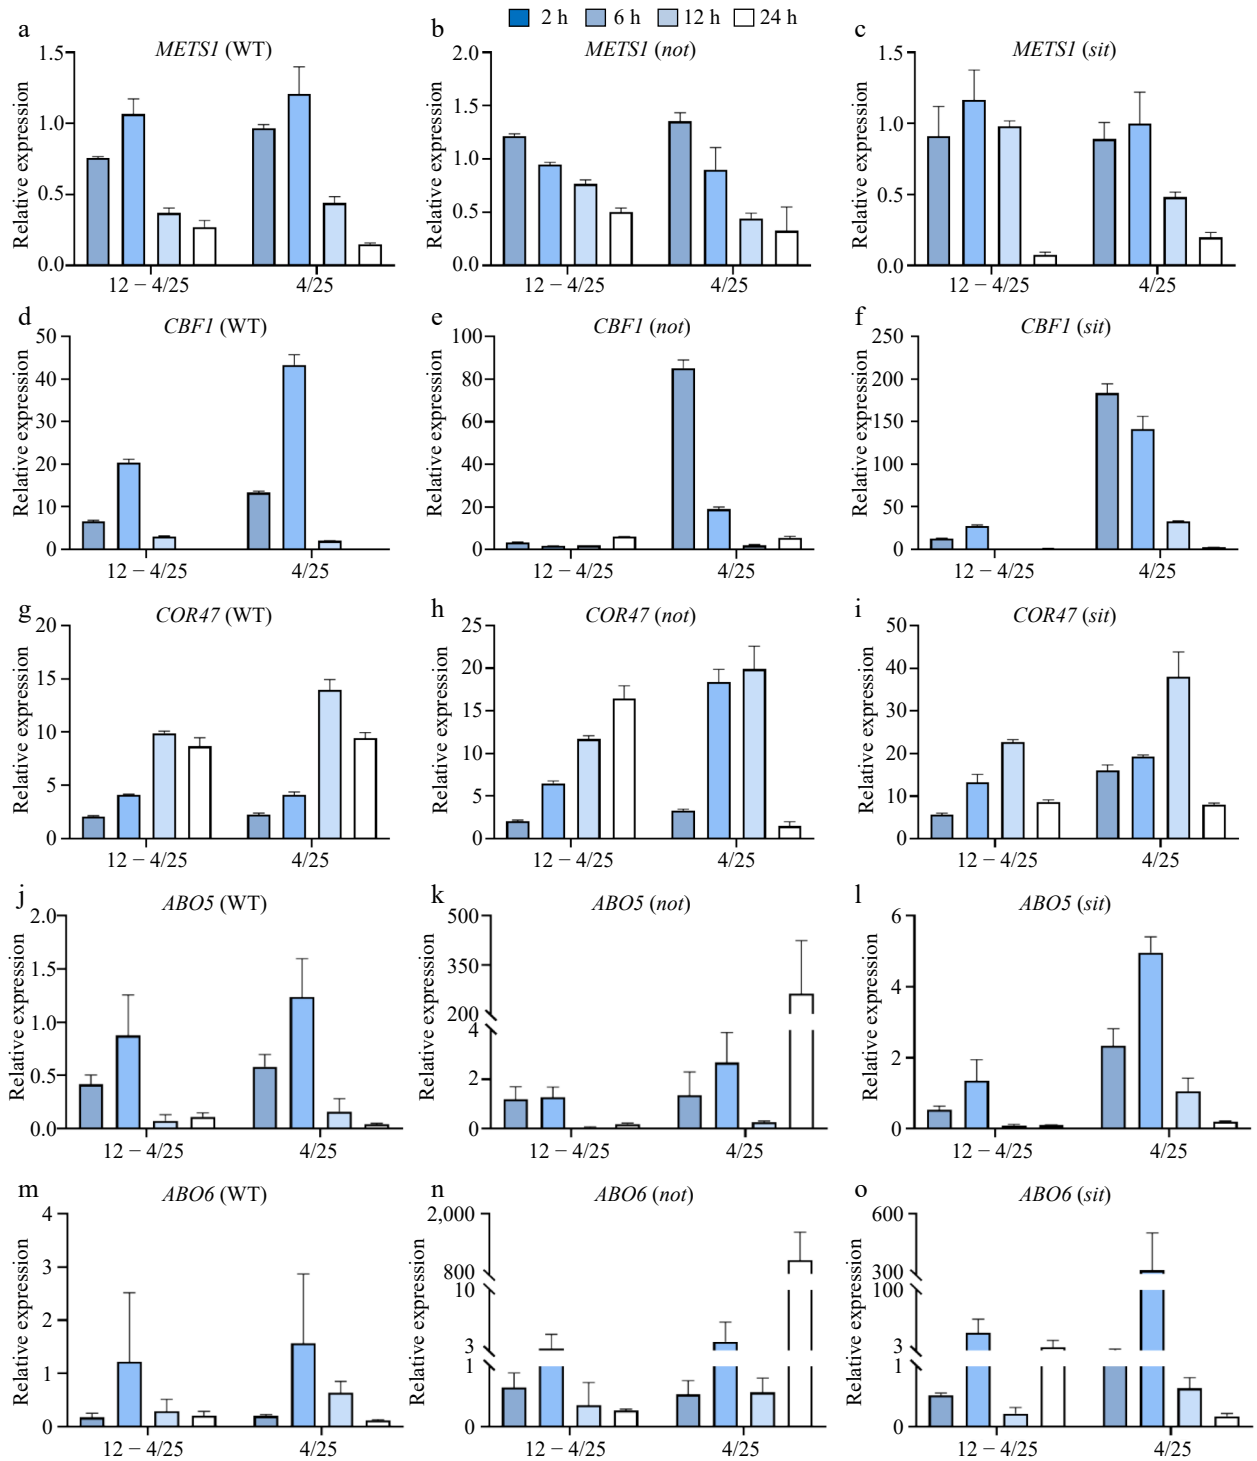 2 h 6 h 12 h 24 h
a
METS1 (WT)
Relative expression
1.5
1.0
0.5
0.0
12 − 4/25 4/25
b
METS1 (not)
Relative expression
2.0
1.5
1.0
0.5
0.0
12 − 4/25 4/25
c
METS1 (sit)
Relative expression
1.5
1.0
0.5
0.0
12 − 4/25 4/25
d
CBF1 (WT)
Relative expression
50
40
30
20
10
0
12 − 4/25 4/25
e
CBF1 (not)
Relative expression
100
80
60
40
20
0
12 − 4/25 4/25
f
CBF1 (sit)
Relative expression
250
200
150
100
50
0
12 − 4/25 4/25
g
COR47 (WT)
Relative expression
20
15
10
5
0
12 − 4/25 4/25
h
COR47 (not)
Relative expression
25
20
15
10
5
0
12 − 4/25 4/25
i
COR47 (sit)
Relative expression
50
40
30
20
10
0
12 − 4/25 4/25
j
ABO5 (WT)
Relative expression
2.0
1.5
1.0
0.5
0.0
12 − 4/25 4/25
k
ABO5 (not)
Relative expression
500
350
200
4
2
0
12 − 4/25 4/25
l
ABO5 (sit)
Relative expression
6
4
2
0
12 − 4/25 4/25
m
ABO6 (WT)
Relative expression
4
3
2
1
0
12 − 4/25 4/25
n
ABO6 (not)
Relative expression
2,000
800
10
3
1
0
12 − 4/25 4/25
o
ABO6 (sit)
Relative expression
600
300
100
3
1
0
12 − 4/25 4/25